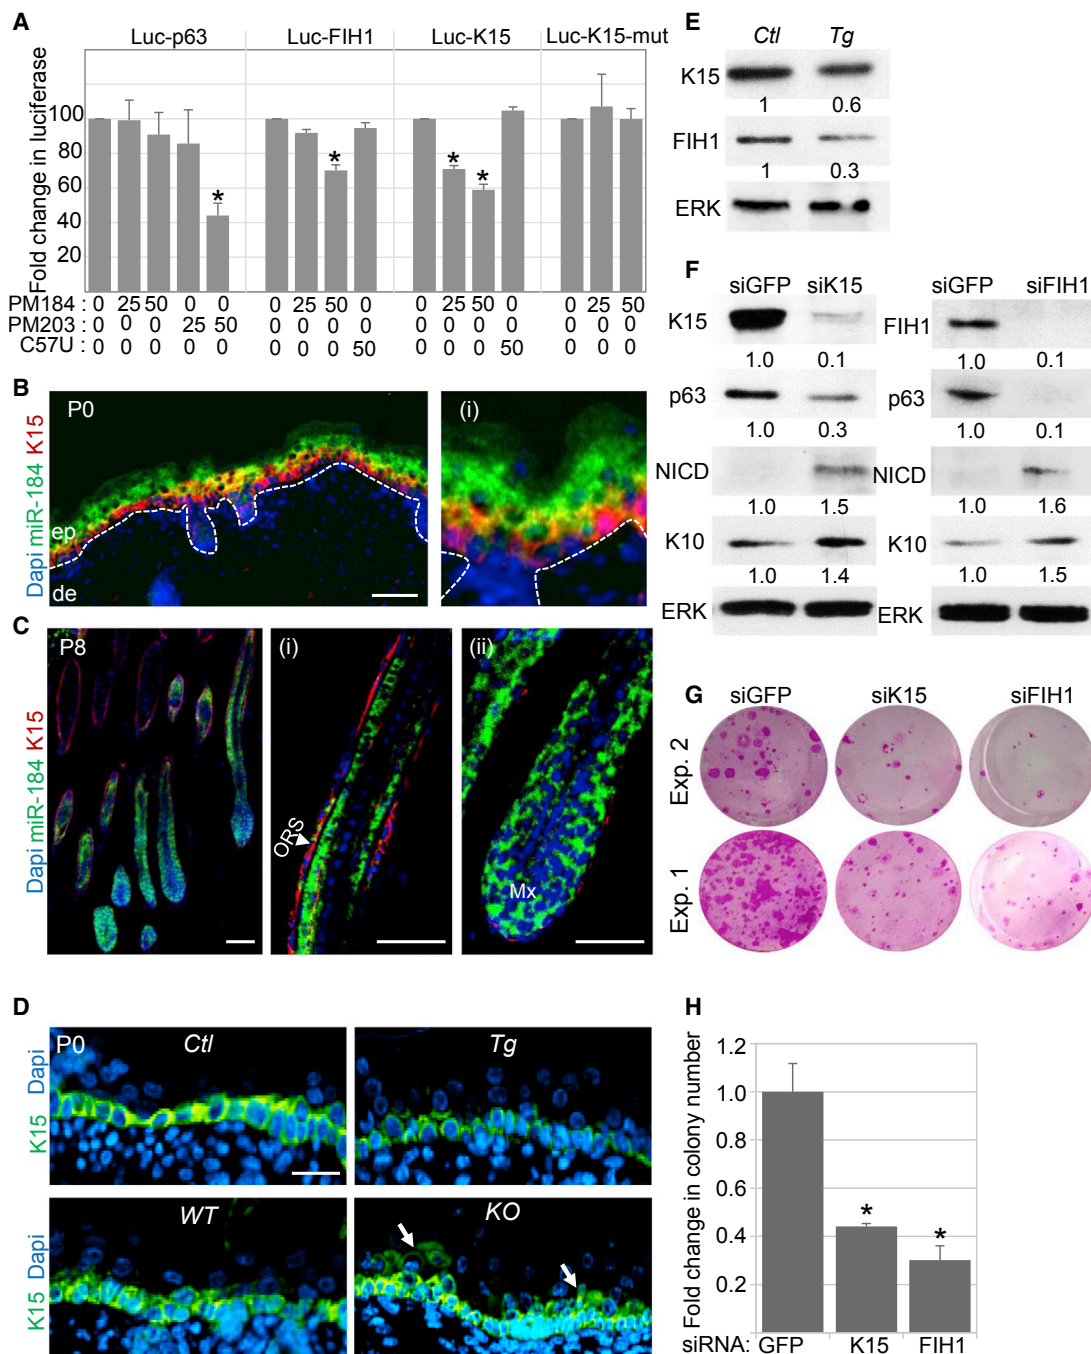 A
Luc-p63 Luc-FIH1 Luc-K15 Luc-K15-mut
Fold change in luciferase
100
80
60
40
20
* * * *
PM184 : 0 25 50 0 0 0 25 50 0 0 25 50 0 0 25 50
PM203 : 0 0 0 25 50 0 0 0 0 0 0 0 0 0 0 0
C57U : 0 0 0 0 0 0 0 0 50 0 0 0 50 0 0 0
B
Dapi miR-184 K15
P0
ep
de
(i)
C
Dapi miR-184 K15
P8
(i)
ORS
(ii)
Mx
D
K15 Dapi
P0
Ctl
Tg
K15 Dapi
WT
KO
E
Ctl Tg
K15
1 0.6
FIH1
1 0.3
ERK
F
siGFP siK15
K15
1.0 0.1
p63
1.0 0.3
NICD
1.0 1.5
K10
1.0 1.4
ERK
siGFP siFIH1
FIH1
1.0 0.1
p63
1.0 0.1
NICD
1.0 1.6
K10
1.0 1.5
ERK
G
siGFP siK15 siFIH1
Exp. 2
Exp. 1
H
Fold change in colony number
1.2
1.0
0.8
0.6
0.4
0.2
* *
siRNA: GFP K15 FIH1